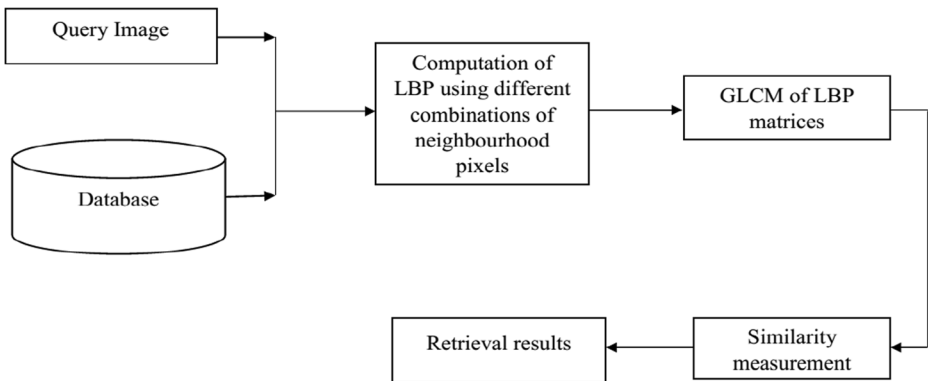 Query Image
Database
Computation of
LBP using different
combinations of
neighbourhood
pixels
GLCM of LBP
matrices
Similarity
measurement
Retrieval results